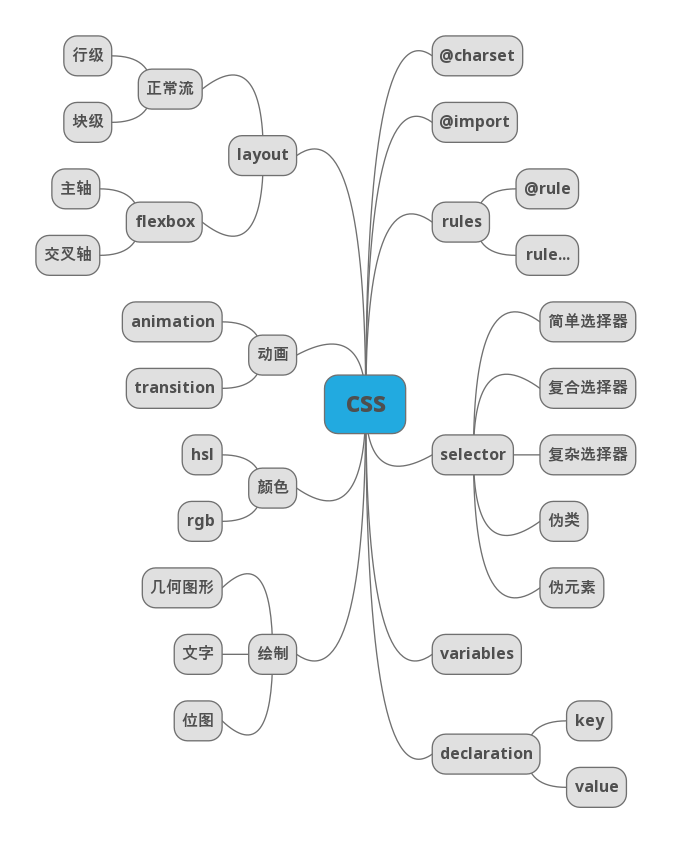 CSS
@charset
@import
rules
@rule
rule...
selector
简单选择器
复合选择器
复杂选择器
伪类
伪元素
variables
declaration
key
value
layout
正常流
行级
块级
flexbox
主轴
交叉轴
动画
animation
transition
颜色
hsl
rgb
绘制
几何图形
文字
位图